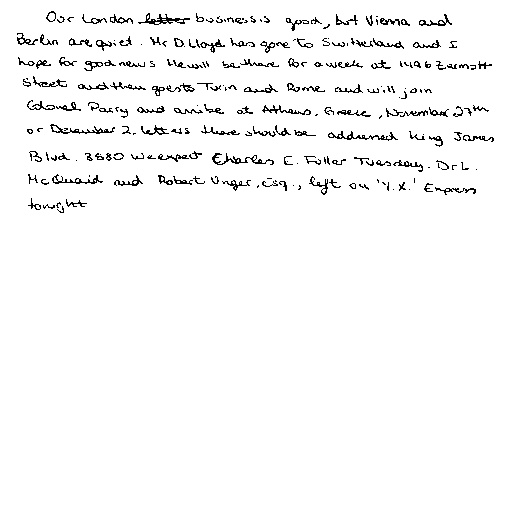 Our London letter business is good, but Vienna and
Berlin are quiet. Mr D. Lloyd has gone to Switzerland and I
hope for good news. He will be there for a week at 1496 Zermott
Street and then goes to Turin and Rome and will join
Colonel Parry and arrive at Athens, Greece, November 27th
or December 2. Letters there should be addressed King James
Blvd. 3580 We expect Charles E. Fuller Tuesday. Dr L.
McQuaid and Robert Unger, Esq., left on 'Y.X.' Express
tonight